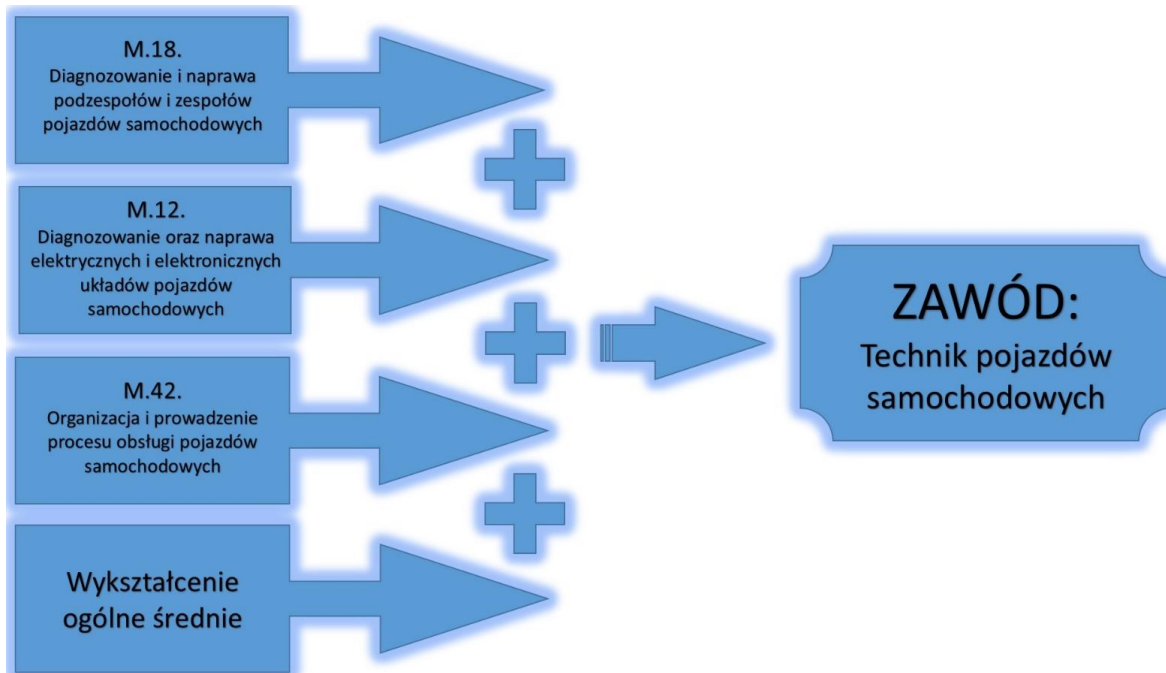 M.18.
Diagnozowanie i naprawa
podzespołów i zespołów
pojazdów samochodowych
M.12.
Diagnozowanie oraz naprawa
elektrycznych i elektronicznych
układów pojazdów
samochodowych
M.42.
Organizacja i prowadzenie
procesu obsługi pojazdów
samochodowych
Wykształcenie
ogólne średnie
ZAWÓD:
Technik pojazdów
samochodowych